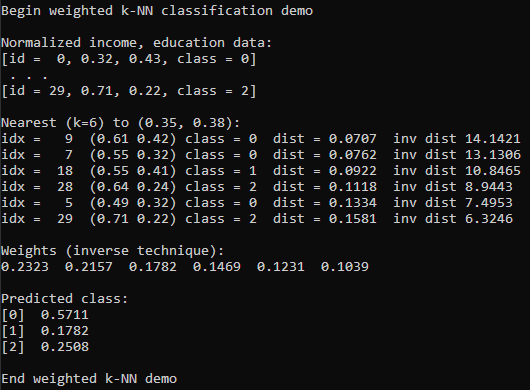 Begin weighted k-NN classification demo
Normalized income, education data:
[id =  0, 0.32, 0.43, class = 0]
 . . .
[id = 29, 0.71, 0.22, class = 2]
Nearest (k=6) to (0.35, 0.38):
idx =   9  (0.61 0.42) class = 0  dist = 0.0707  inv dist 14.1421
idx =   7  (0.55 0.32) class = 0  dist = 0.0762  inv dist 13.1306
idx =  18  (0.55 0.41) class = 1  dist = 0.0922  inv dist 10.8465
idx =  28  (0.64 0.24) class = 2  dist = 0.1118  inv dist 8.9443
idx =   5  (0.49 0.32) class = 0  dist = 0.1334  inv dist 7.4953
idx =  29  (0.71 0.22) class = 2  dist = 0.1581  inv dist 6.3246
Weights (inverse technique):
0.2323  0.2157  0.1782  0.1469  0.1231  0.1039
Predicted class:
[0]  0.5711
[1]  0.1782
[2]  0.2508
End weighted k-NN demo